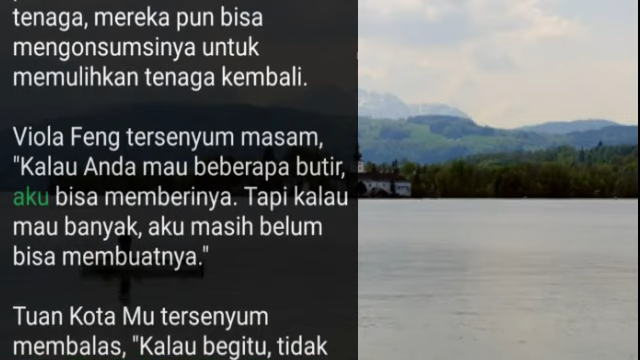 tenaga, mereka pun bisa
mengonsumsinya untuk
memulihkan tenaga kembali.
Viola Feng tersenyum masam,
"Kalau Anda mau beberapa butir,
aku bisa memberinya. Tapi kalau
mau banyak, aku masih belum
bisa membuatnya."
Tuan Kota Mu tersenyum
membalas, "Kalau begitu, tidak